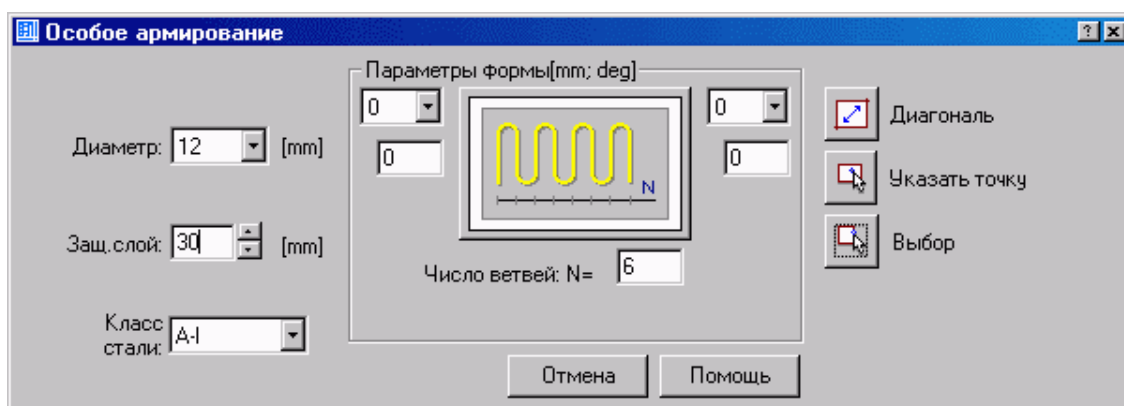 Особое армирование
Параметры формы[mm; deg]
0
0
Диагональ
Диаметр: 12 [mm]
0
0
N
Указать точку
Защ.слой: 30 [mm]
Выбор
Число ветвей: N= 6
Класс
стали: A-I
Отмена
Помощь